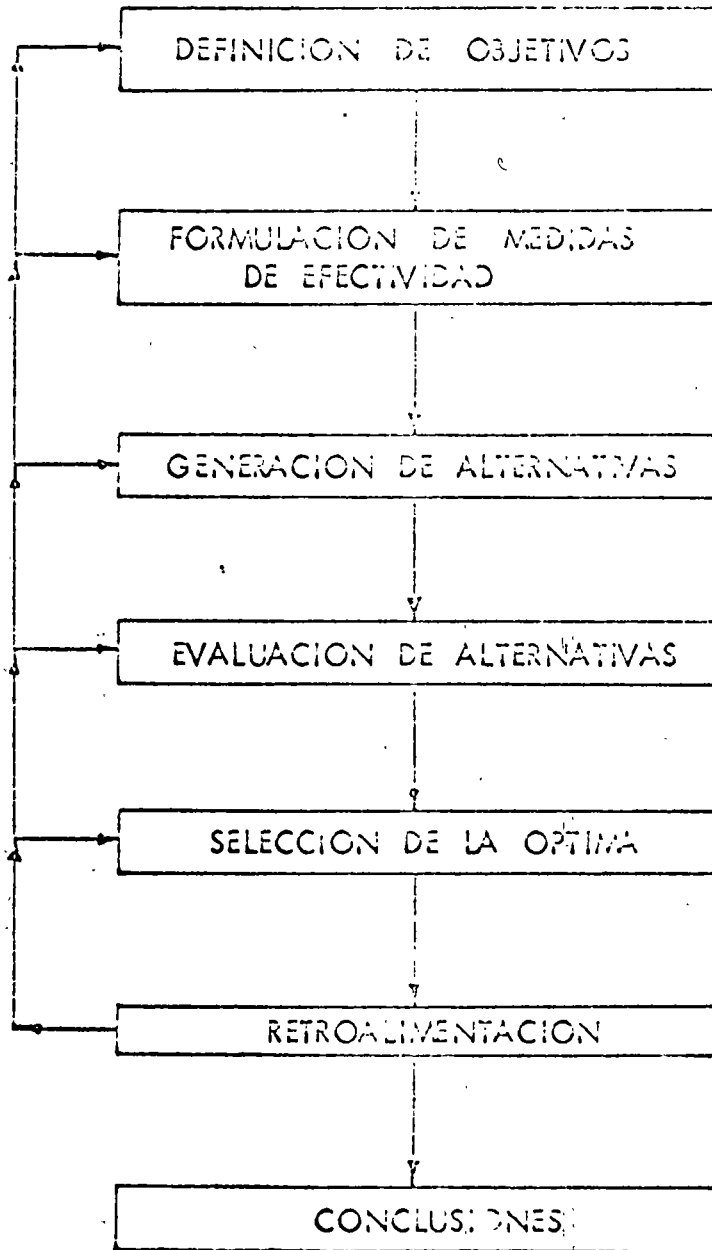 DEFINICION DE OBJETIVOS
FORMULACION DE MEDIDAS
DE EFECTIVIDAD
GENERACION DE ALTERNATIVAS
EVALUACION DE ALTERNATIVAS
SELECCION DE LA OPTIMA
RETROALIMENTACION
CONCLUSIONES